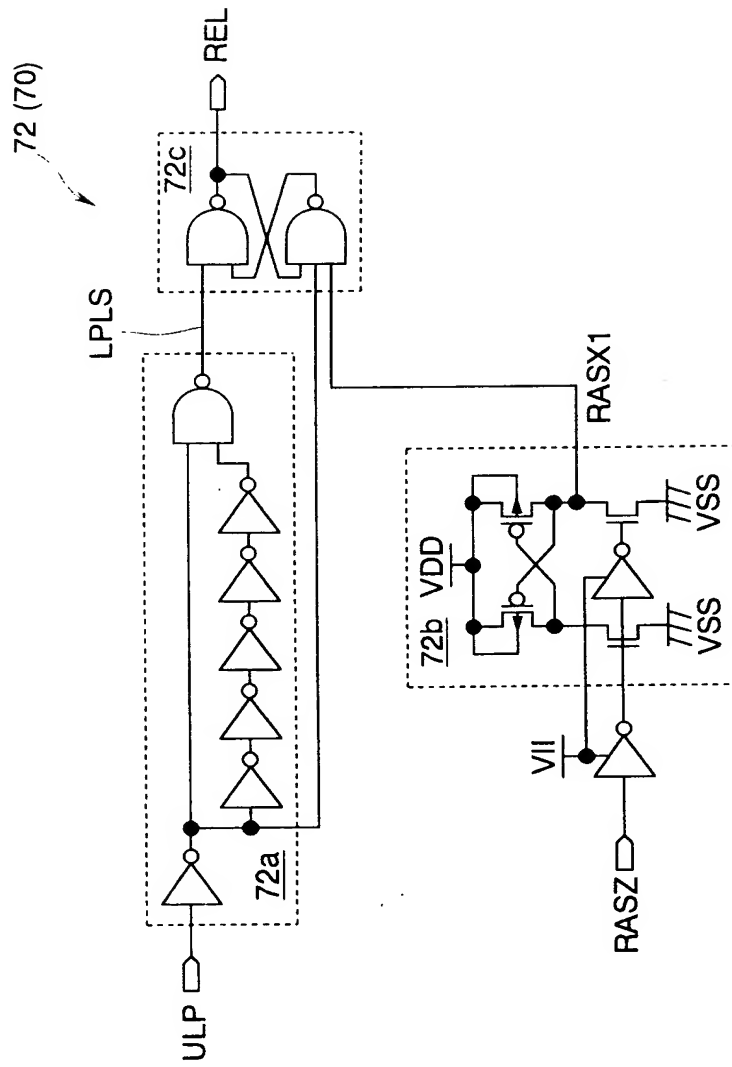 72 (70)
ULP
72a
LPLS
72c
REL
RASZ
VII
72b
VDD
VSS
VSS
RASX1